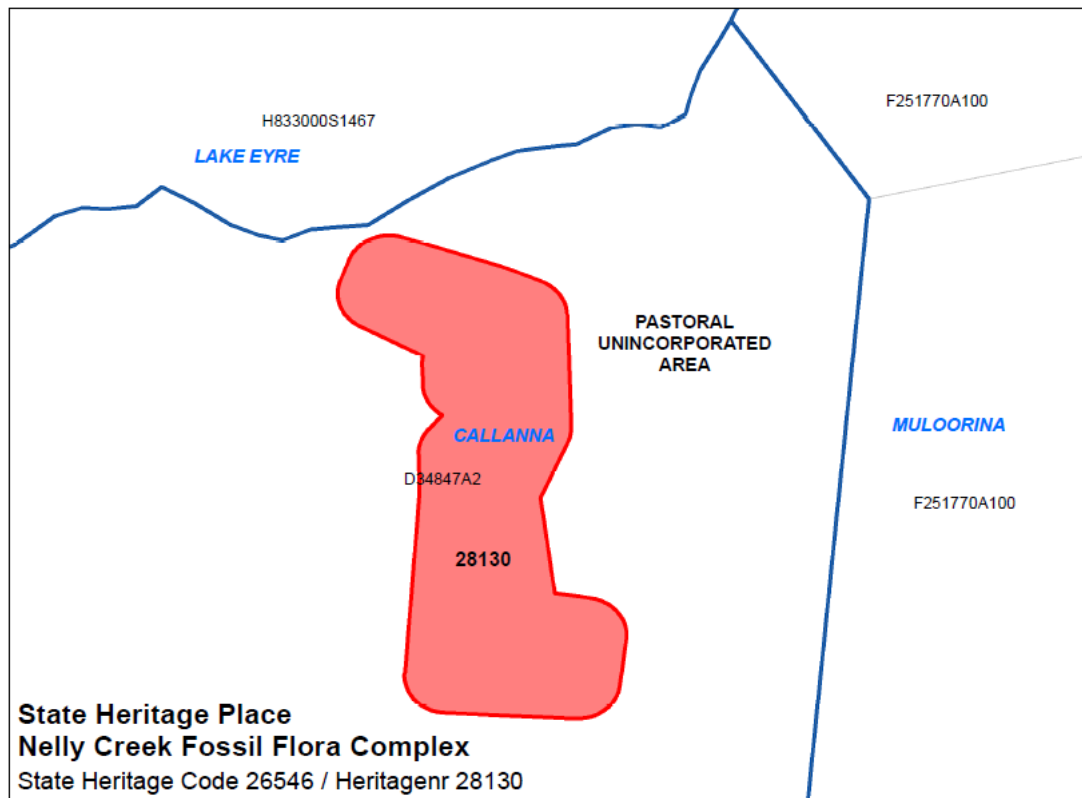 F251770A100
H833000S1467
LAKE EYRE
PASTORAL
UNINCORPORATED
AREA
MULOORINA
CALLANNA
D34847A2
F251770A100
28130
State Heritage Place
Nelly Creek Fossil Flora Complex
State Heritage Code 26546 / Heritagenr 28130